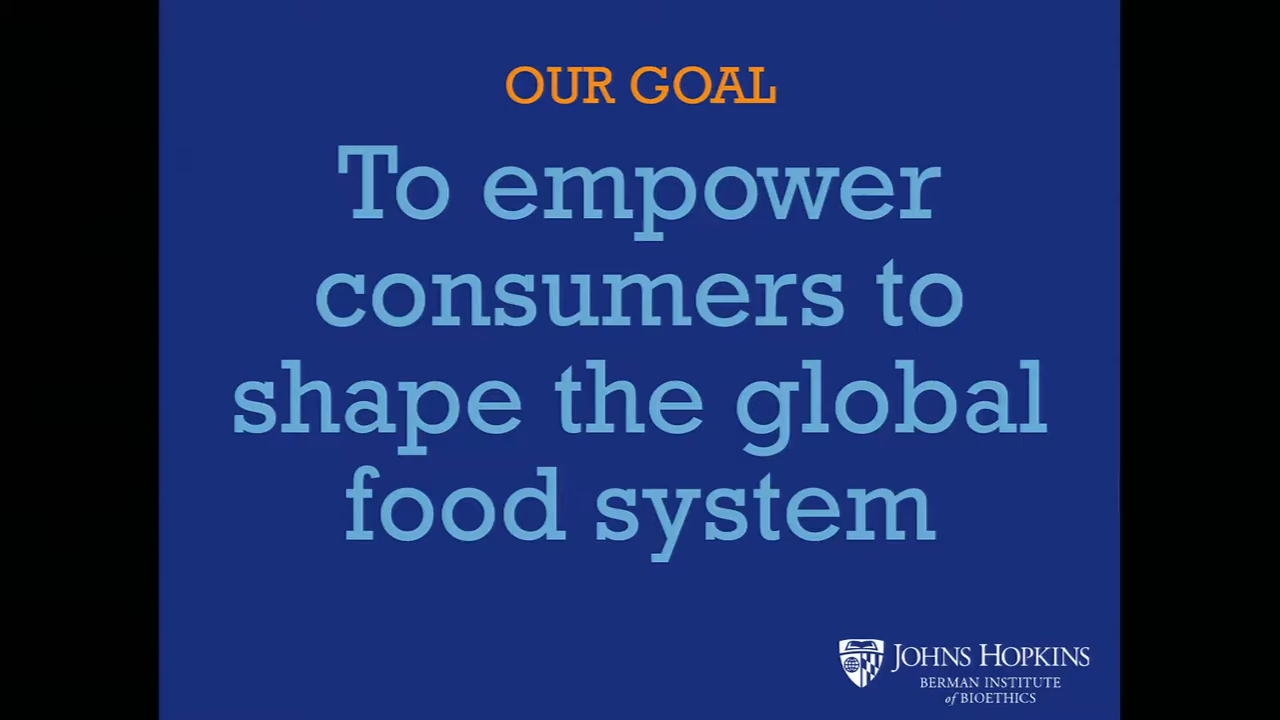 OUR GOAL
To empower
consumers to
shape the global
food system
JOHNS HOPKINS
BERMAN INSTITUTE
of BIOETHICS